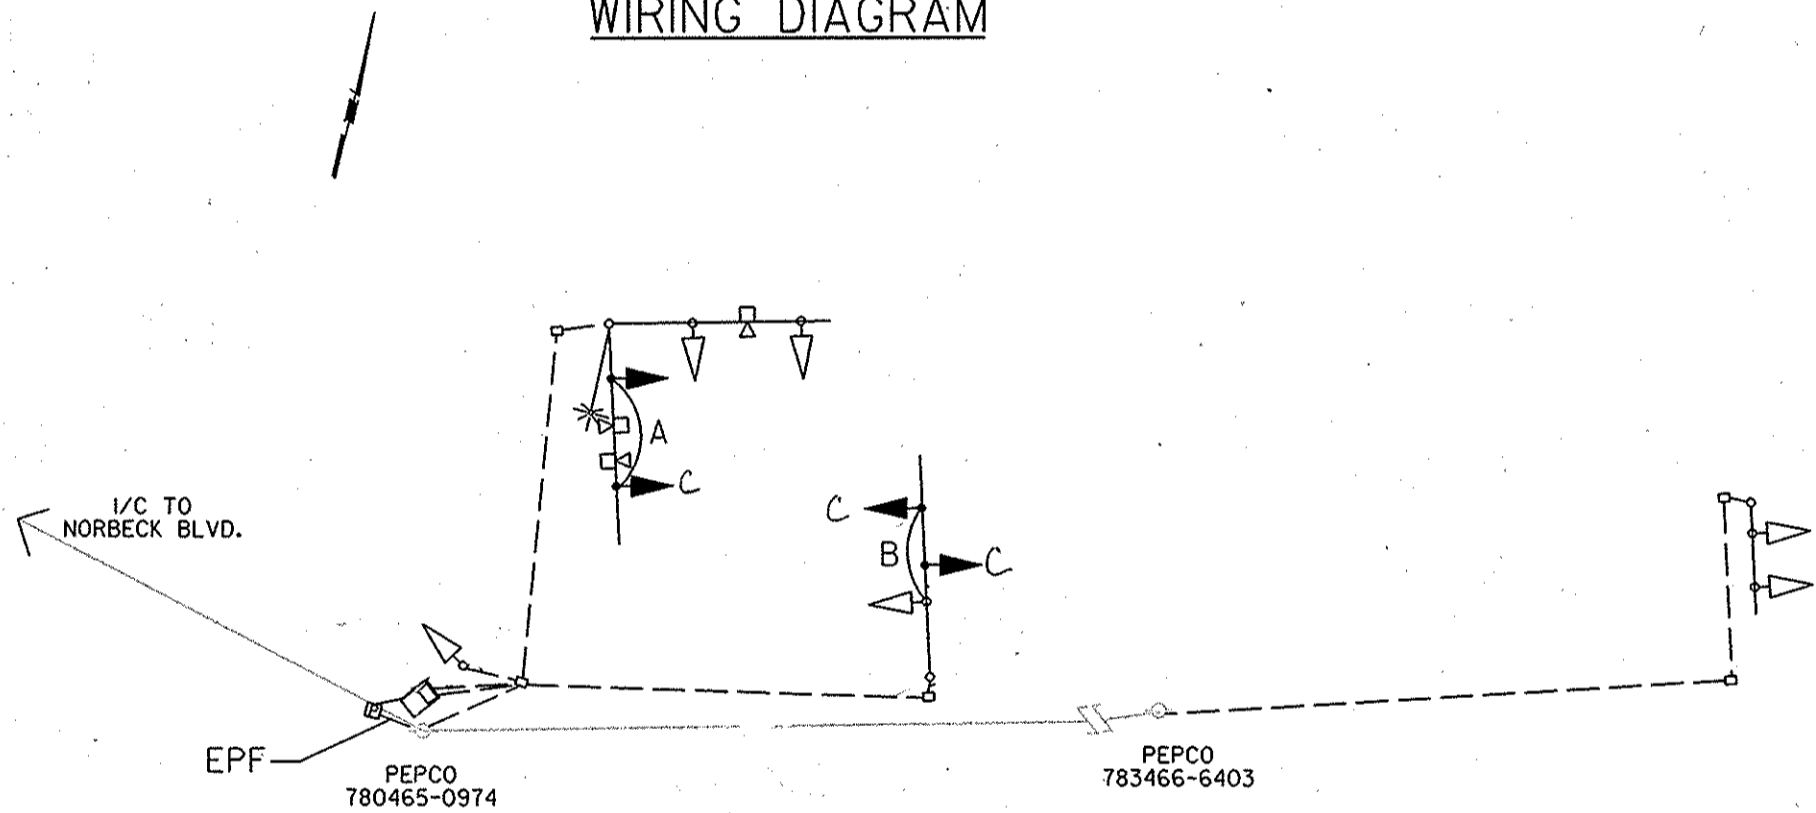 WIRING DIAGRAM
A
C
I/C TO
NORBECK BLVD.
C
B
C
EPF
PEPCO
780465-0974
PEPCO
783466-6403